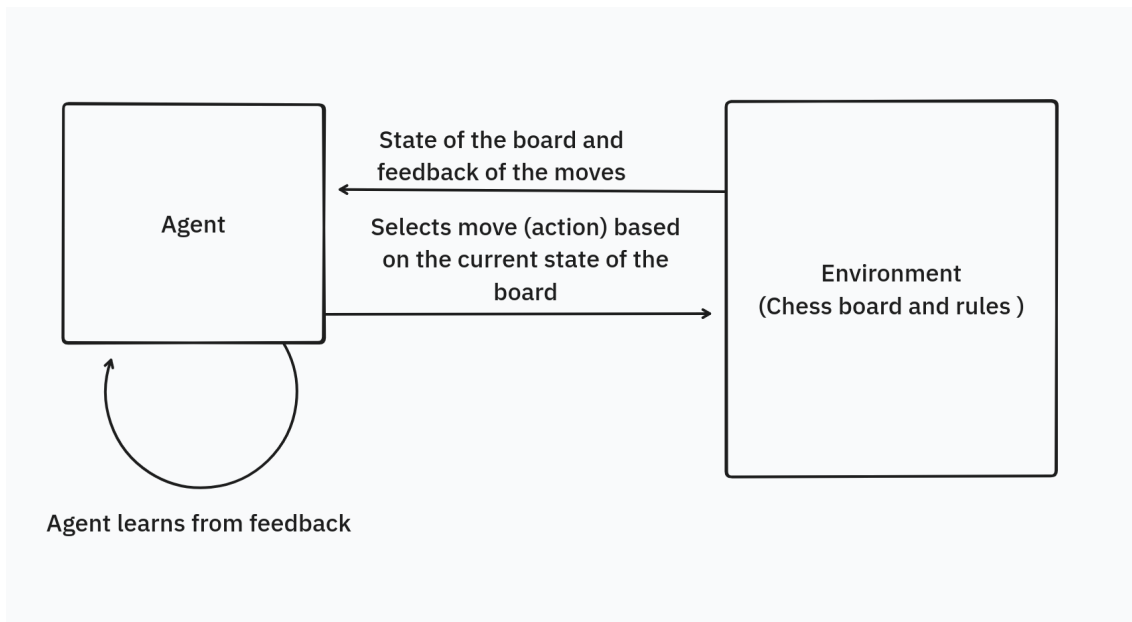 State of the board and
feedback of the moves
Agent
Selects move (action) based
on the current state of the
board
Environment
(Chess board and rules )
Agent learns from feedback